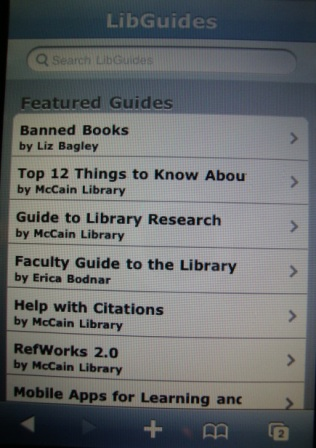 LibGuides
Search LibGuides
Featured Guides
Banned Books
by Liz Bagley
Top 12 Things to Know Abou
by McCain Library
Guide to Library Research
by McCain Library
Faculty Guide to the Library
by Erica Bodnar
Help with Citations
by McCain Library
RefWorks 2.0
by McCain Library
Mobile Apps for Learning and
2